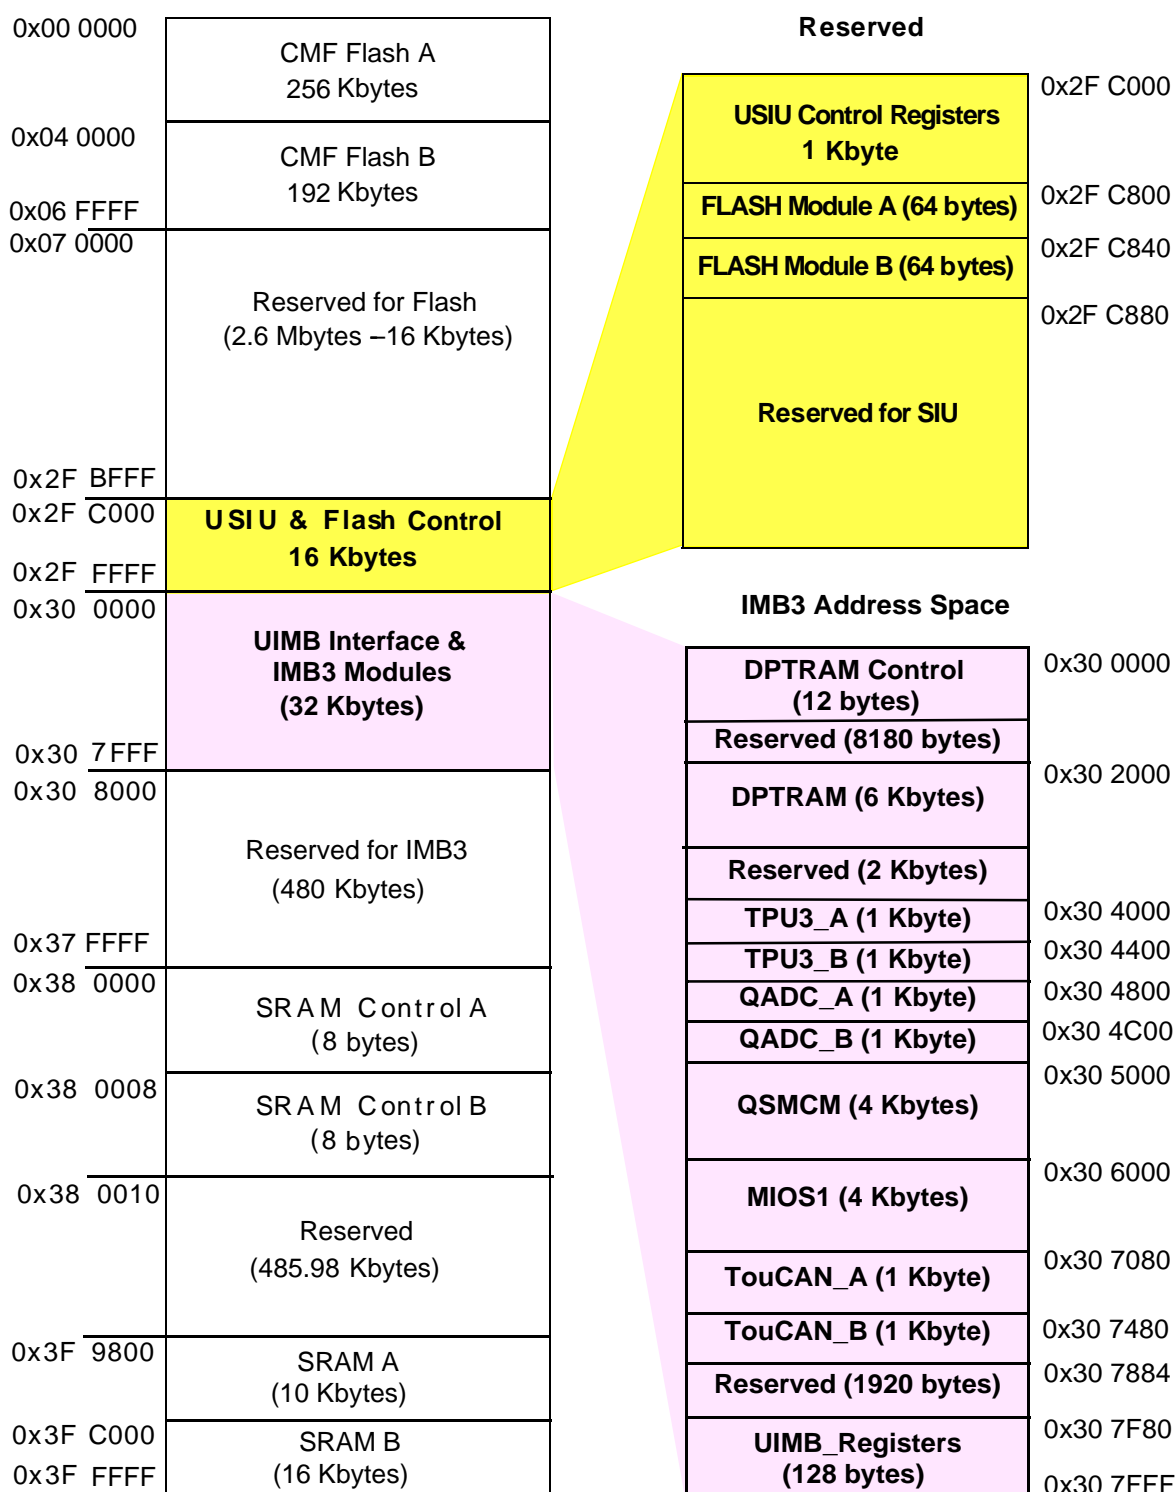 0x00 0000
CMF Flash A
256 Kbytes
0x04 0000
CMF Flash B
192 Kbytes
0x06 FFFF
0x07 0000
Reserved for Flash
(2.6 Mbytes –16 Kbytes)
0x2F BFFF
0x2F C000
USIU & Flash Control
16 Kbytes
0x2F FFFF
0x30 0000
UIMB Interface &
IMB3 Modules
(32 Kbytes)
0x30 7FFF
0x30 8000
Reserved for IMB3
(480 Kbytes)
0x37 FFFF
0x38 0000
SRAM Control A
(8 bytes)
0x38 0008
SRAM Control B
(8 bytes)
0x38 0010
Reserved
(485.98 Kbytes)
0x3F 9800
SRAM A
(10 Kbytes)
0x3F C000
SRAM B
(16 Kbytes)
0x3F FFFF
Reserved
0x2F C000
USIU Control Registers
1 Kbyte
0x2F C800
FLASH Module A (64 bytes)
0x2F C840
FLASH Module B (64 bytes)
0x2F C880
Reserved for SIU
IMB3 Address Space
0x30 0000
DPTRAM Control
(12 bytes)
Reserved (8180 bytes)
0x30 2000
DPTRAM (6 Kbytes)
Reserved (2 Kbytes)
0x30 4000
TPU3_A (1 Kbyte)
0x30 4400
TPU3_B (1 Kbyte)
0x30 4800
QADC_A (1 Kbyte)
0x30 4C00
QADC_B (1 Kbyte)
0x30 5000
QSMCM (4 Kbytes)
0x30 6000
MIOS1 (4 Kbytes)
0x30 7080
TouCAN_A (1 Kbyte)
0x30 7480
TouCAN_B (1 Kbyte)
0x30 7884
Reserved (1920 bytes)
0x30 7F80
UIMB_Registers
(128 bytes)
0x30 7FFF